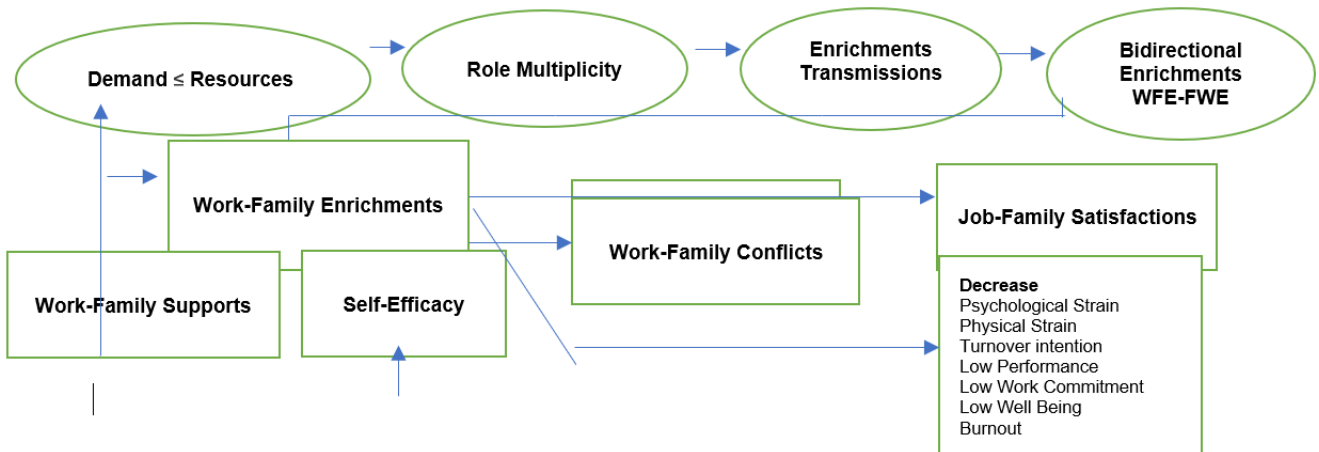 Demand ≤ Resources
Role Multiplicity
Enrichments
Transmissions
Bidirectional
Enrichments
WFE-FWE
Work-Family Enrichments
Job-Family Satisfactions
Work-Family Conflicts
Work-Family Supports
Self-Efficacy
Decrease
Psychological Strain
Physical Strain
Turnover intention
Low Performance
Low Work Commitment
Low Well Being
Burnout